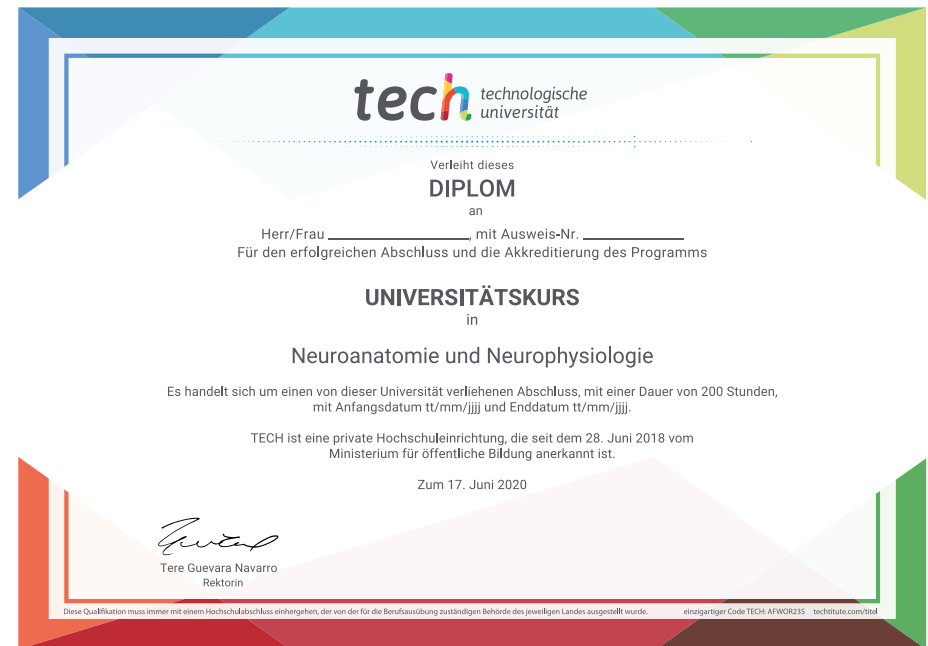 tech technologische
universität
Verleiht dieses
DIPLOM
an
Herr/Frau ____________________, mit Ausweis-Nr. ______________
Für den erfolgreichen Abschluss und die Akkreditierung des Programms
UNIVERSITÄTSKURS
in
Neuroanatomie und Neurophysiologie
Es handelt sich um einen von dieser Universität verliehenen Abschluss, mit einer Dauer von 200 Stunden,
mit Anfangsdatum tt/mm/jjjj und Enddatum tt/mm/jjjj.
TECH ist eine private Hochschuleinrichtung, die seit dem 28. Juni 2018 vom
Ministerium für öffentliche Bildung anerkannt ist.
Zum 17. Juni 2020
Tere Guevara Navarro
Rektorin
Diese Qualifikation muss immer mit einem Hochschulabschluss einhergehen, der von der für die Berufsausübung zuständigen Behörde des jeweiligen Landes ausgestellt wurde. einzigartiger Code TECH: AFWOR23S techtitute.com/titel